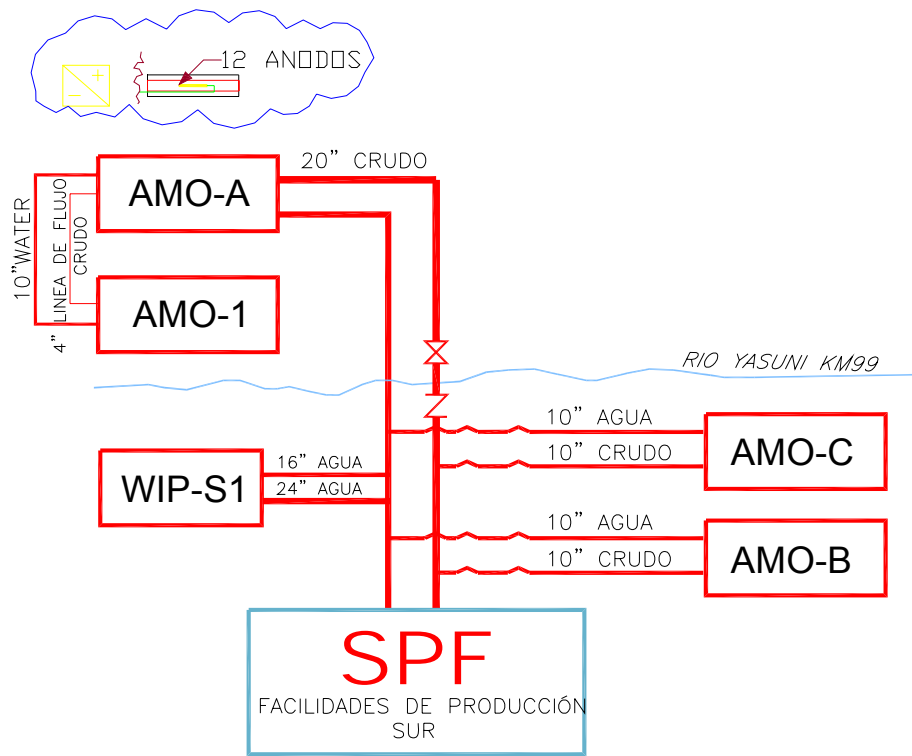 12 ANODOS
20" CRUDO
AMO-A
10"WATER
4" LINEA DE FLUJO
CRUDO
AMO-1
RIO YASUNI KM99
10" AGUA
10" CRUDO
AMO-C
16" AGUA
24" AGUA
WIP-S1
10" AGUA
10" CRUDO
AMO-B
SPF
FACILIDADES DE PRODUCCIÓN
SUR